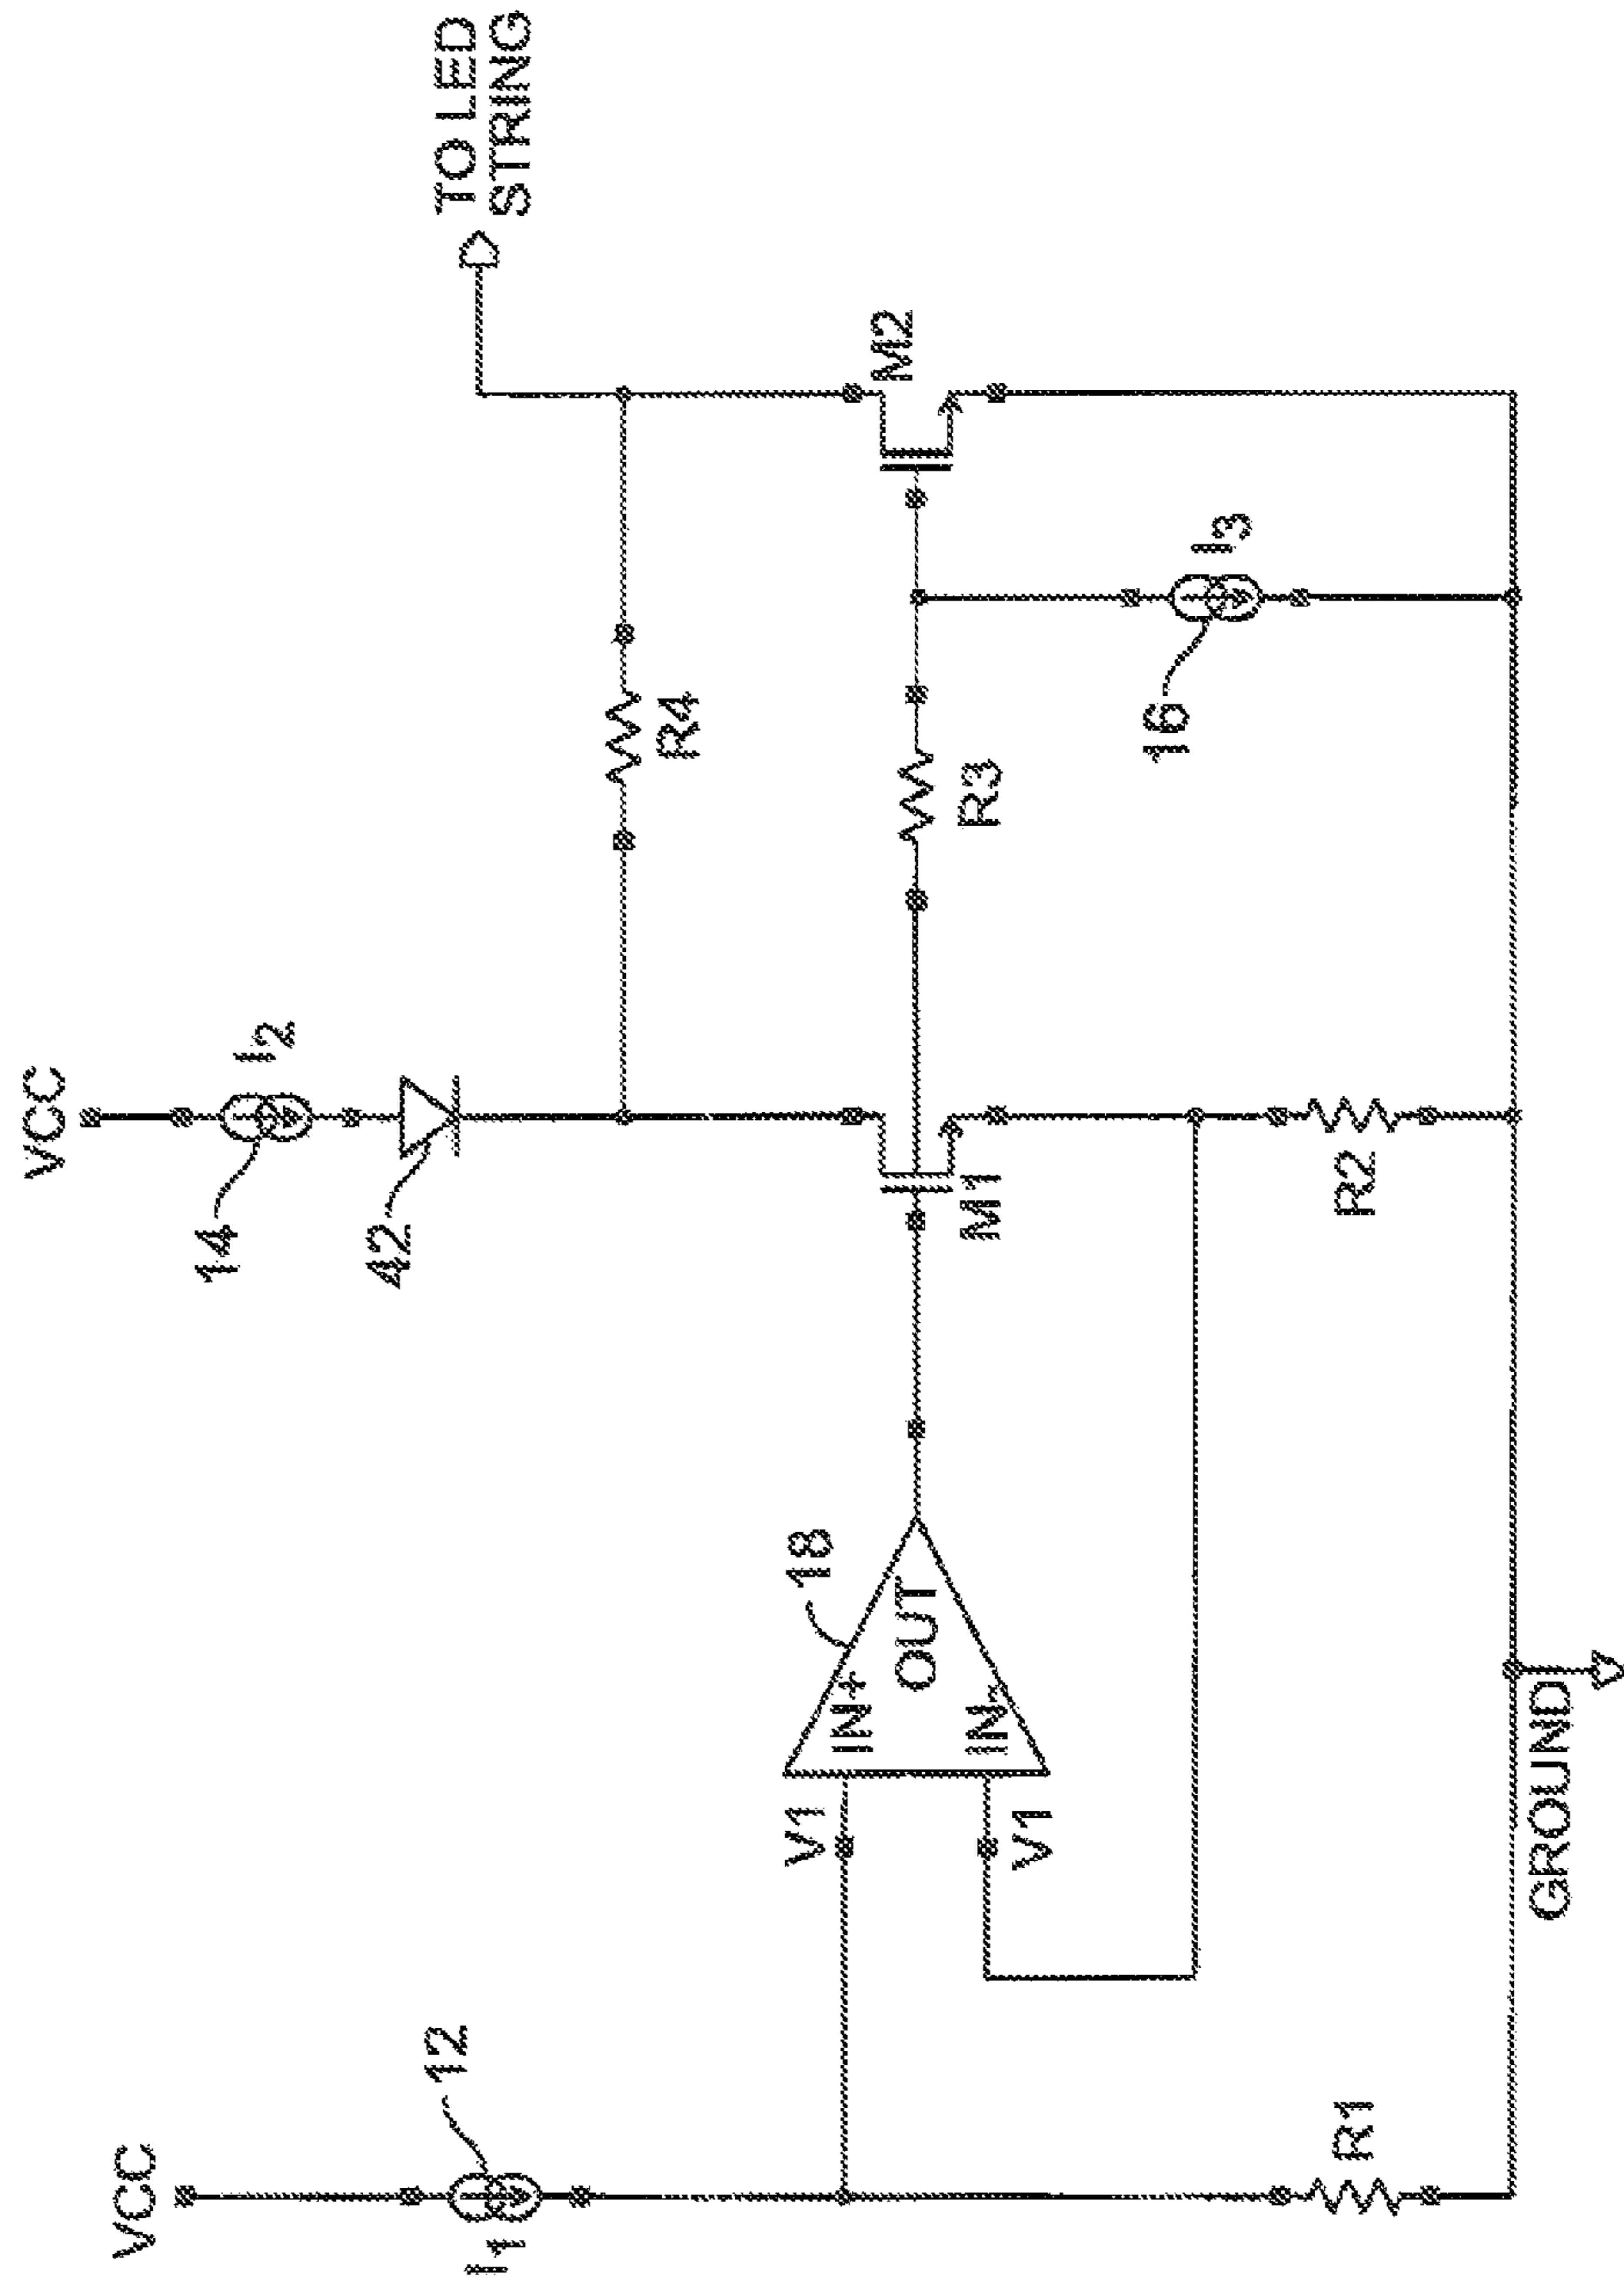 VCC
I1
12
R1
V1
V1
IN+
IN-
OUT
18
GROUND
VCC
I2
14
42
M1
R2
R4
R3
I3
16
M2
TO LED
STRING